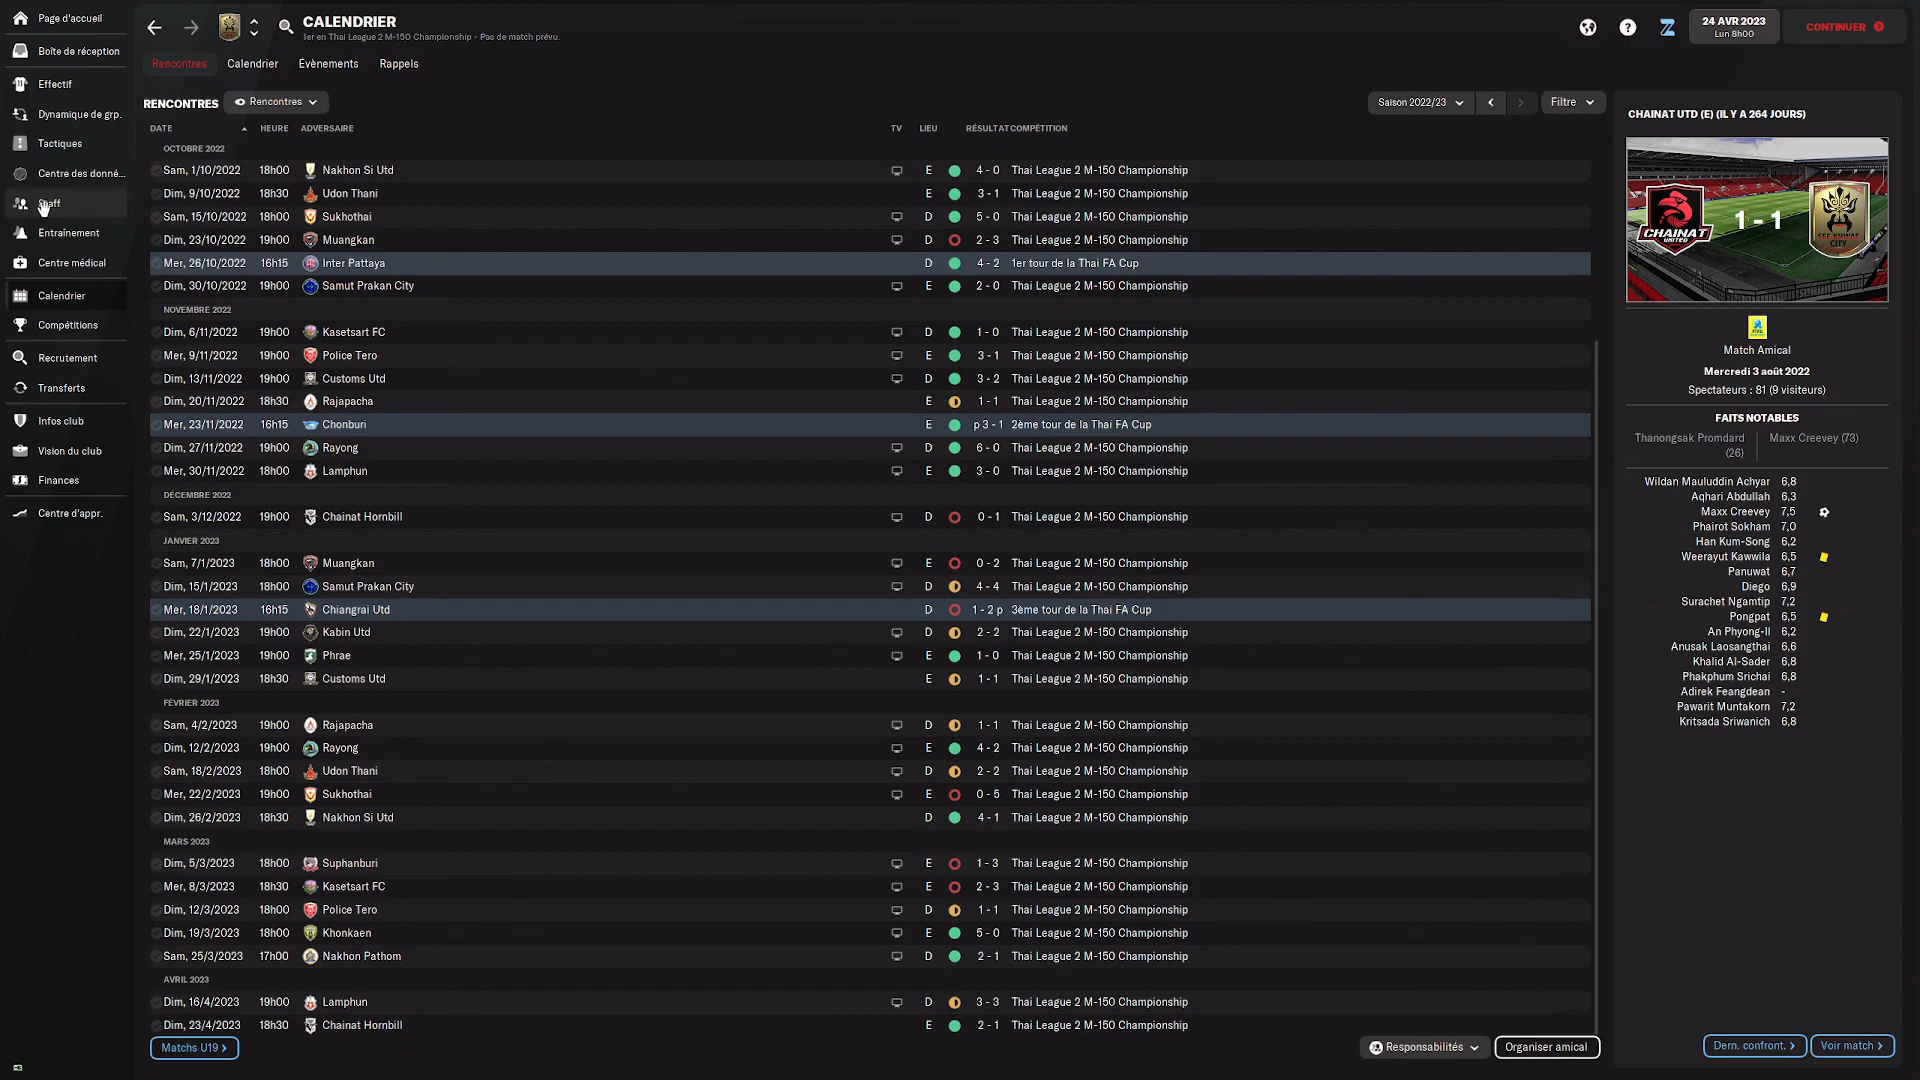 Page d'accueil
Boîte de réception
Effectif
Dynamique de grp.
Tactiques
Centre des donné...
Staff
Entraînement
Centre médical
Calendrier
Compétitions
Recrutement
Transferts
Infos club
Vision du club
Finances
Centre d'appr.
CALENDRIER
1er en Thai League 2 M-150 Championship - Pas de match prévu.
24 AVR 2023
Lun 8h00
CONTINUER
Rencontres Calendrier Évènements Rappels
RENCONTRES Rencontres Saison 2022/23 Filtre
DATE HEURE ADVERSAIRE TV LIEU RÉSULTAT COMPÉTITION
OCTOBRE 2022
Sam, 1/10/2022 18h00 Nakhon Si Utd E 4 - 0 Thai League 2 M-150 Championship
Dim, 9/10/2022 18h30 Udon Thani E 3 - 1 Thai League 2 M-150 Championship
Sam, 15/10/2022 18h00 Sukhothai D 5 - 0 Thai League 2 M-150 Championship
Dim, 23/10/2022 19h00 Muangkan D 2 - 3 Thai League 2 M-150 Championship
Mer, 26/10/2022 16h15 Inter Pattaya D 4 - 2 1er tour de la Thai FA Cup
Dim, 30/10/2022 19h00 Samut Prakan City E 2 - 0 Thai League 2 M-150 Championship
NOVEMBRE 2022
Dim, 6/11/2022 19h00 Kasetsart FC D 1 - 0 Thai League 2 M-150 Championship
Mer, 9/11/2022 19h00 Police Tero E 3 - 1 Thai League 2 M-150 Championship
Dim, 13/11/2022 19h00 Customs Utd D 3 - 2 Thai League 2 M-150 Championship
Dim, 20/11/2022 18h30 Rajapacha E 1 - 1 Thai League 2 M-150 Championship
Mer, 23/11/2022 16h15 Chonburi E p 3 - 1 2ème tour de la Thai FA Cup
Dim, 27/11/2022 19h00 Rayong D 6 - 0 Thai League 2 M-150 Championship
Mer, 30/11/2022 18h00 Lamphun E 3 - 0 Thai League 2 M-150 Championship
DÉCEMBRE 2022
Sam, 3/12/2022 19h00 Chainat Hornbill D 0 - 1 Thai League 2 M-150 Championship
JANVIER 2023
Sam, 7/1/2023 18h00 Muangkan E 0 - 2 Thai League 2 M-150 Championship
Dim, 15/1/2023 18h00 Samut Prakan City D 4 - 4 Thai League 2 M-150 Championship
Mer, 18/1/2023 16h15 Chiangrai Utd D 1 - 2 p 3ème tour de la Thai FA Cup
Dim, 22/1/2023 19h00 Kabin Utd D 2 - 2 Thai League 2 M-150 Championship
Mer, 25/1/2023 19h00 Phrae E 1 - 0 Thai League 2 M-150 Championship
Dim, 29/1/2023 18h30 Customs Utd E 1 - 1 Thai League 2 M-150 Championship
FÉVRIER 2023
Sam, 4/2/2023 19h00 Rajapacha D 1 - 1 Thai League 2 M-150 Championship
Dim, 12/2/2023 19h00 Rayong E 4 - 2 Thai League 2 M-150 Championship
Sam, 18/2/2023 18h00 Udon Thani D 2 - 2 Thai League 2 M-150 Championship
Mer, 22/2/2023 19h00 Sukhothai E 0 - 5 Thai League 2 M-150 Championship
Dim, 26/2/2023 18h30 Nakhon Si Utd D 4 - 1 Thai League 2 M-150 Championship
MARS 2023
Dim, 5/3/2023 18h00 Suphanburi E 1 - 3 Thai League 2 M-150 Championship
Mer, 8/3/2023 18h30 Kasetsart FC E 2 - 3 Thai League 2 M-150 Championship
Dim, 12/3/2023 18h00 Police Tero D 1 - 1 Thai League 2 M-150 Championship
Dim, 19/3/2023 18h00 Khonkaen E 5 - 0 Thai League 2 M-150 Championship
Sam, 25/3/2023 17h00 Nakhon Pathom D 2 - 1 Thai League 2 M-150 Championship
AVRIL 2023
Dim, 16/4/2023 19h00 Lamphun D 3 - 3 Thai League 2 M-150 Championship
Dim, 23/4/2023 18h30 Chainat Hornbill E 2 - 1 Thai League 2 M-150 Championship
Matchs U19 Responsabilités Organiser amical
CHAINAT UTD (E) (IL Y A 264 JOURS)
CHAINAT
UNITED
1 - 1
CITY
Match Amical
Mercredi 3 août 2022
Spectateurs : 81 (9 visiteurs)
FAITS NOTABLES
Thanongsak Promdard (26)
Maxx Creevey (73)
Wildan Mauluddin Achyar 6,8
Aqhari Abdullah 6,3
Maxx Creevey 7,5
Phairot Sokham 7,0
Han Kum-Song 6,2
Weerayut Kawwila 6,5
Panuwat 6,7
Diego 6,9
Surachet Ngamtip 7,2
Pongpat 6,5
An Phyong-Il 6,2
Anusak Laosangthai 6,6
Khalid Al-Sader 6,8
Phakphum Srichai 6,8
Adirek Feangdean -
Pawarit Muntakorn 7,2
Kritsada Sriwanich 6,8
Dern. confront. Voir match